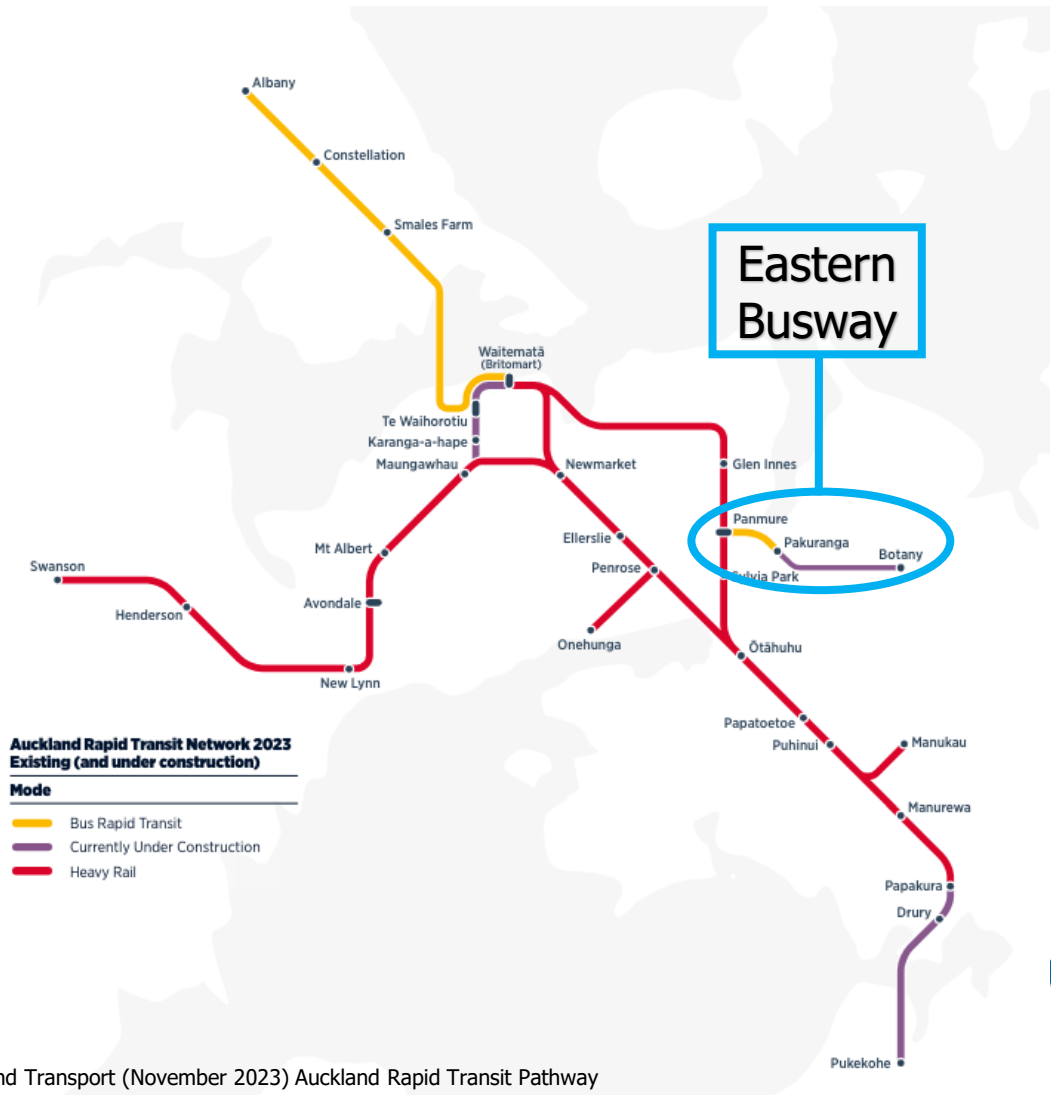 Albany
Constellation
Smales Farm
Eastern
Busway
Waitematā
(Britomart)
Te Waihorotiu
Karanga-a-hape
Maungawhau
Newmarket
Glen Innes
Panmure
Ellerslie
Pakuranga
Mt Albert
Botany
Swanson
Penrose
Sylvia Park
Avondale
Henderson
Onehunga
Ōtāhuhu
New Lynn
Papatoetoe
Auckland Rapid Transit Network 2023
Existing (and under construction)
Puhinui
Manukau
Mode
Bus Rapid Transit
Currently Under Construction
Heavy Rail
Manurewa
Papakura
Drury
Pukekohe
nd Transport (November 2023) Auckland Rapid Transit Pathway